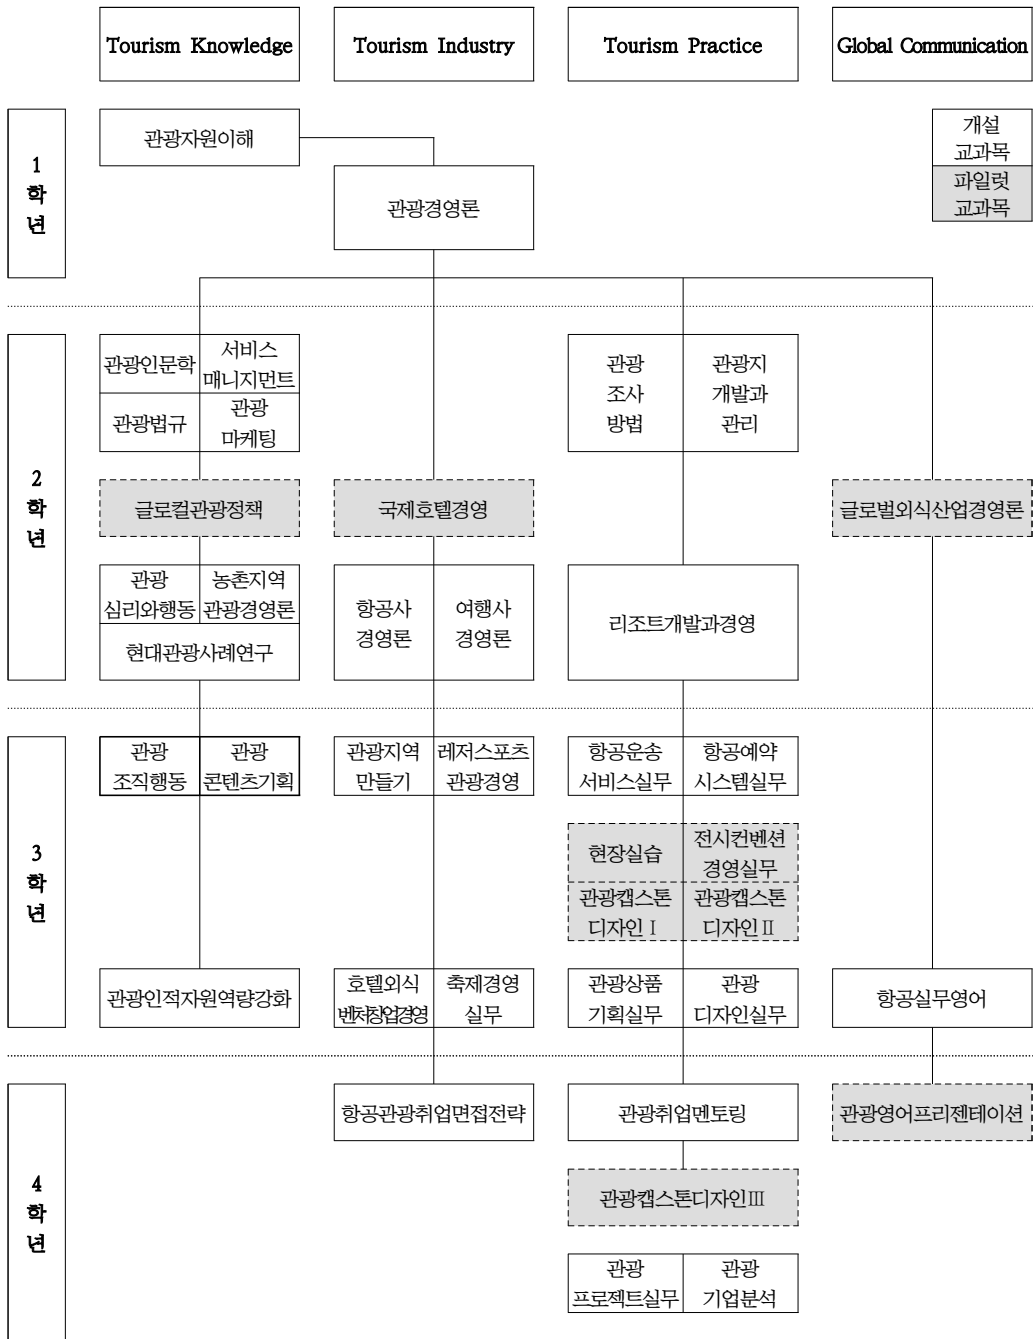 Tourism Knowledge
Tourism Industry
Tourism Practice
Global Communication
1
학
년
관광자원이해
관광경영론
개설
교과목
파일럿
교과목
2
학
년
관광인문학
서비스
매니지먼트
관광법규
관광
마케팅
관광
조사
방법
관광지
개발과
관리
글로컬관광정책
국제호텔경영
글로벌외식산업경영론
관광
심리와행동
농촌지역
관광경영론
현대관광사례연구
항공사
경영론
여행사
경영론
리조트개발과경영
3
학
년
관광
조직행동
관광
콘텐츠기획
관광지역
만들기
레저스포츠
관광경영
항공운송
서비스실무
항공예약
시스템실무
현장실습
전시컨벤션
경영실무
관광캡스톤
디자인Ⅰ
관광캡스톤
디자인Ⅱ
관광인적자원역량강화
호텔외식
벤처창업경영
축제경영
실무
관광상품
기획실무
관광
디자인실무
항공실무영어
4
학
년
항공관광취업면접전략
관광취업멘토링
관광영어프리젠테이션
관광캡스톤디자인Ⅲ
관광
프로젝트실무
관광
기업분석